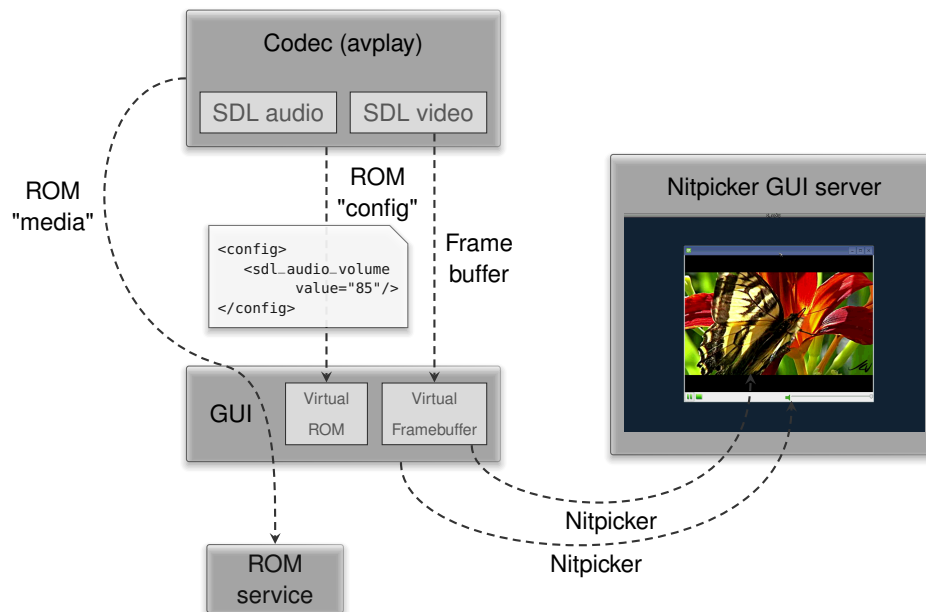 Codec (avplay)
SDL audio
SDL video
ROM
"media"
ROM
"config"
Frame
buffer
<config>
<sdl_audio_volume
value="85"/>
</config>
GUI
Virtual
ROM
Virtual
Framebuffer
Nitpicker GUI server
Nitpicker
Nitpicker
ROM
service